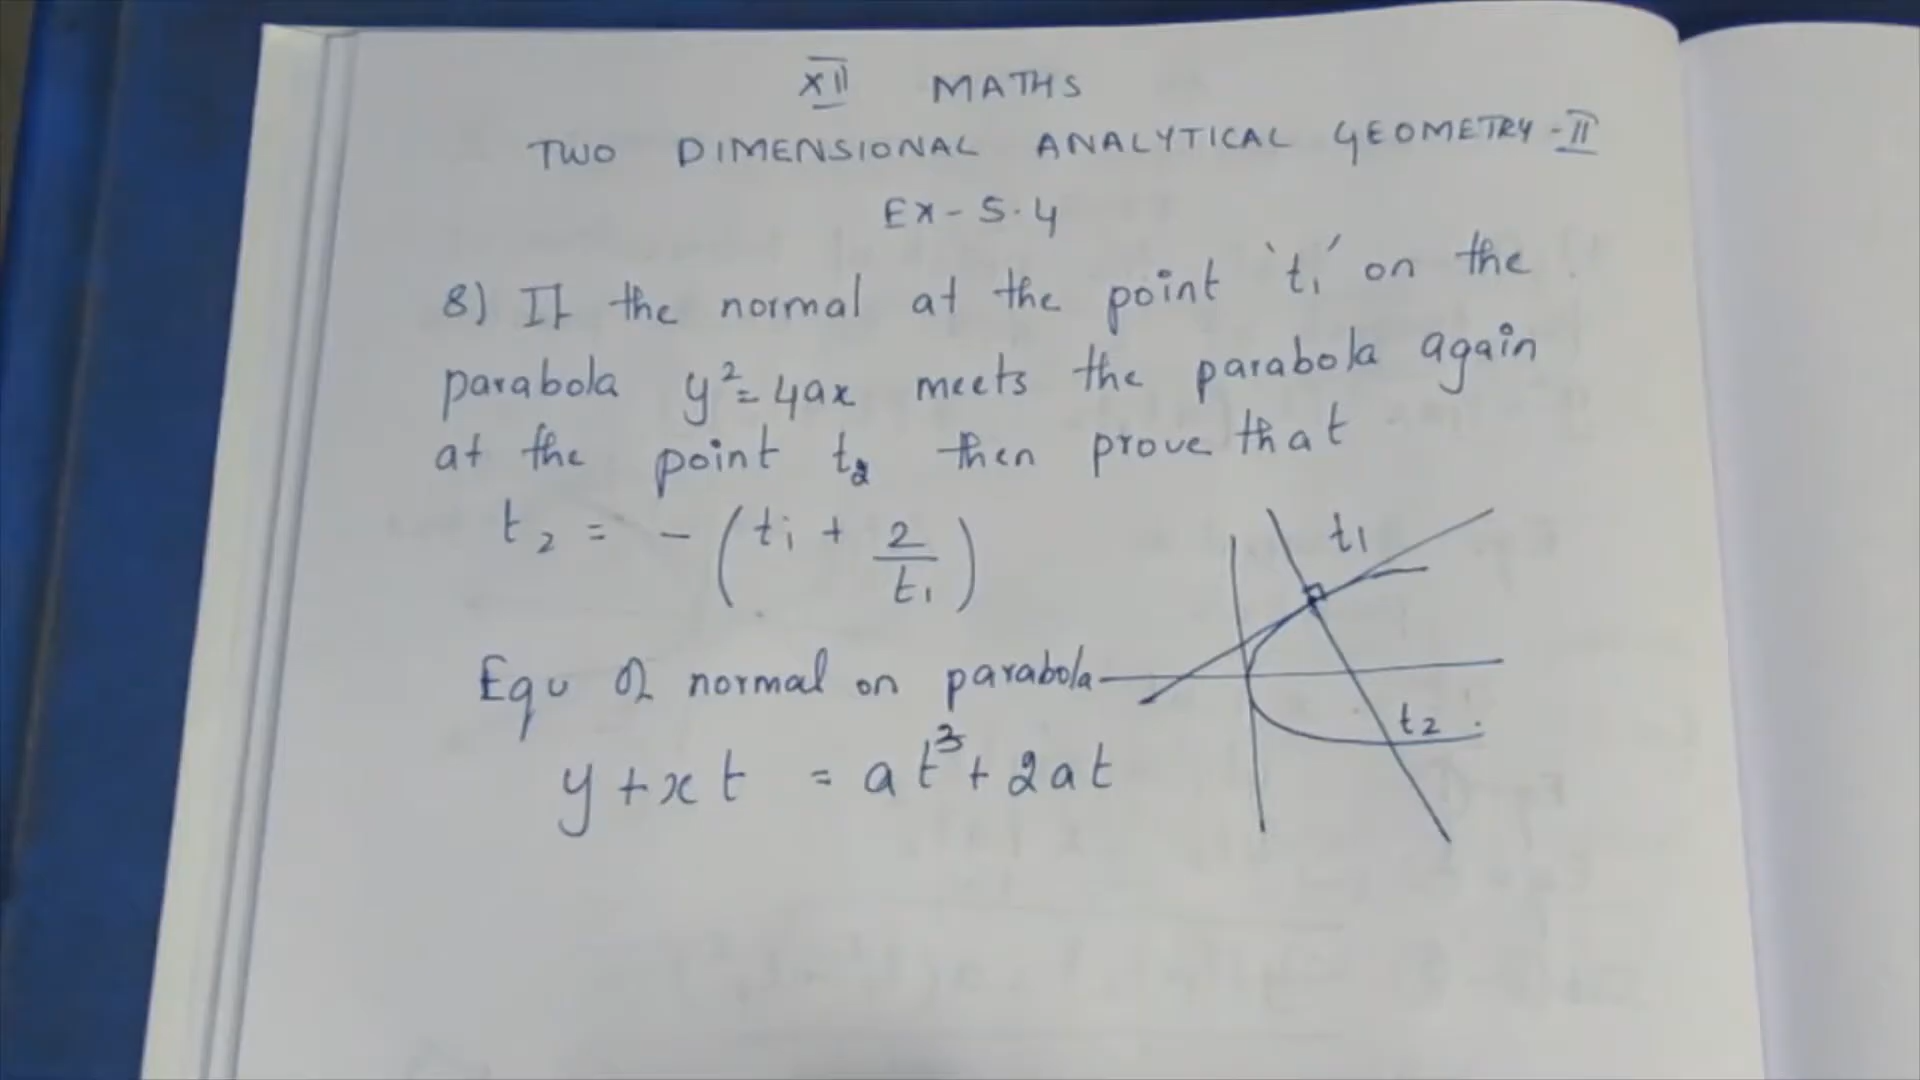 XII MATHS
TWO DIMENSIONAL ANALYTICAL GEOMETRY - II
EX - 5.4
8) If the normal at the point 't₁' on the
parabola y² = 4ax meets the parabola again
at the point t₂ then prove that
t₂ = - (t₁ + 2/t₁)
t₁
Equ of normal on parabola
t₂
y + xt = at³ + 2at